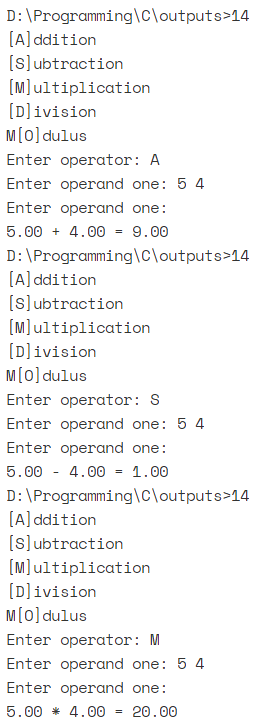 D:\Programming\C\outputs>14
[A]ddition
[S]ubtraction
[M]ultiplication
[D]ivision
M[O]dulus
Enter operator: A
Enter operand one: 5 4
Enter operand one:
5.00 + 4.00 = 9.00
D:\Programming\C\outputs>14
[A]ddition
[S]ubtraction
[M]ultiplication
[D]ivision
M[O]dulus
Enter operator: S
Enter operand one: 5 4
Enter operand one:
5.00 - 4.00 = 1.00
D:\Programming\C\outputs>14
[A]ddition
[S]ubtraction
[M]ultiplication
[D]ivision
M[O]dulus
Enter operator: M
Enter operand one: 5 4
Enter operand one:
5.00 * 4.00 = 20.00